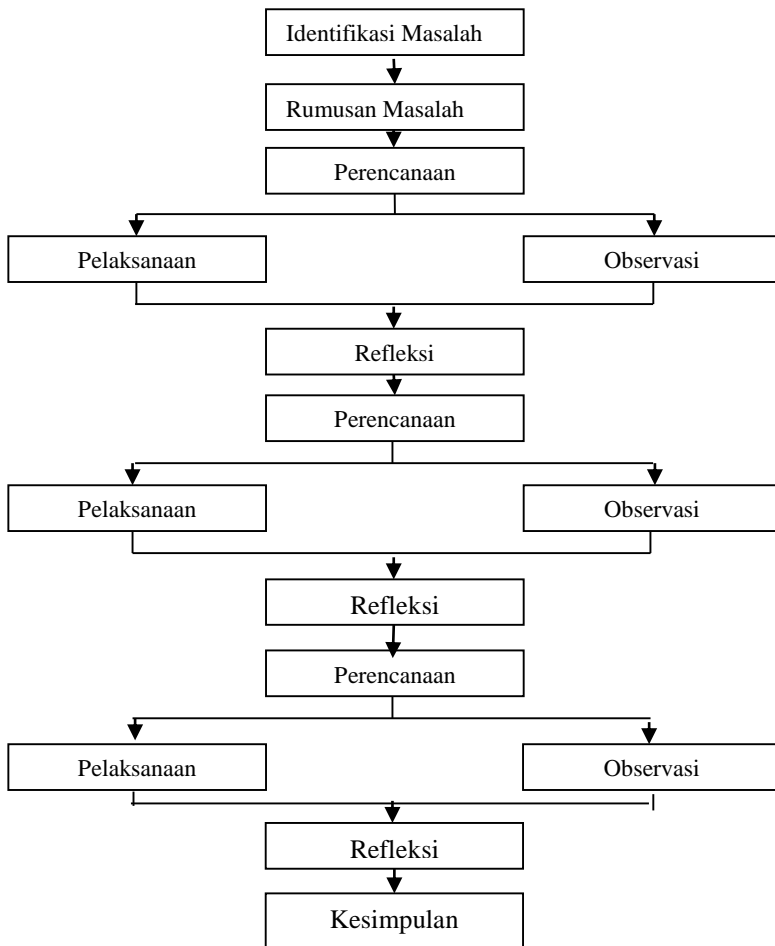 Identifikasi Masalah
Rumusan Masalah
Perencanaan
Pelaksanaan
Observasi
Refleksi
Perencanaan
Pelaksanaan
Observasi
Refleksi
Perencanaan
Pelaksanaan
Observasi
Refleksi
Kesimpulan